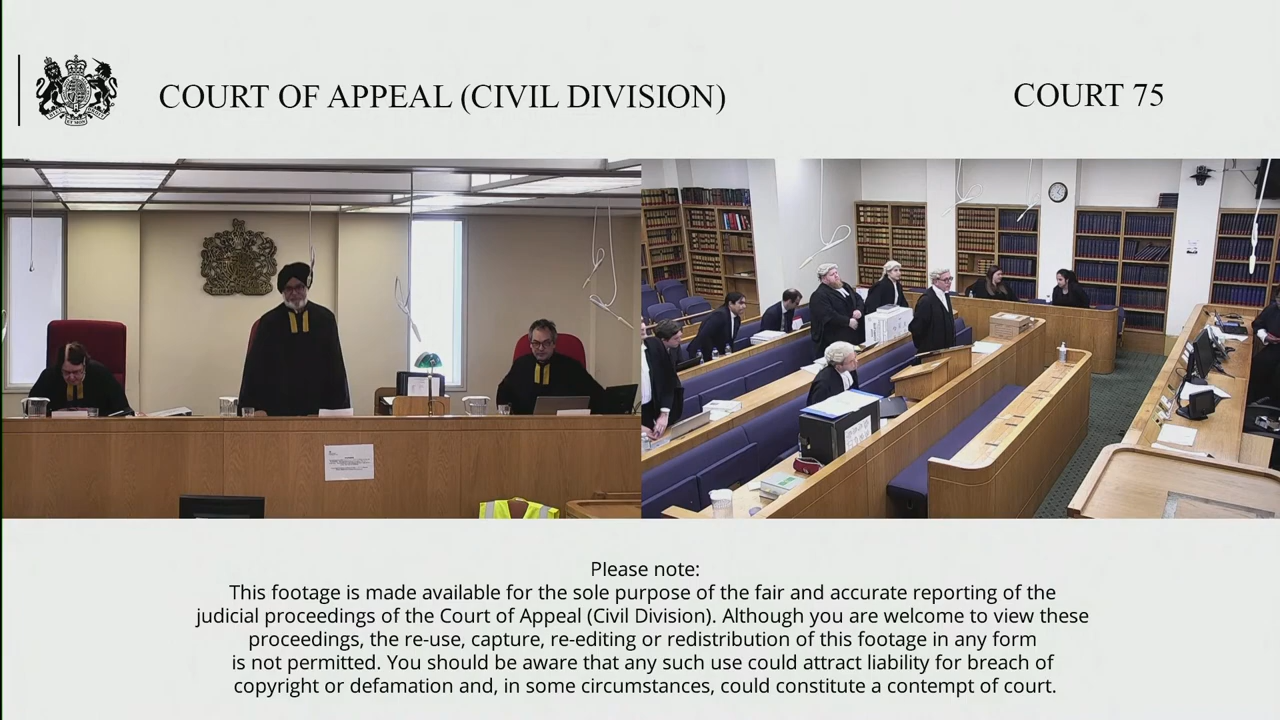 COURT OF APPEAL (CIVIL DIVISION)
COURT 75
Please note:
This footage is made available for the sole purpose of the fair and accurate reporting of the
judicial proceedings of the Court of Appeal (Civil Division). Although you are welcome to view these
proceedings, the re-use, capture, re-editing or redistribution of this footage in any form
is not permitted. You should be aware that any such use could attract liability for breach of
copyright or defamation and, in some circumstances, could constitute a contempt of court.